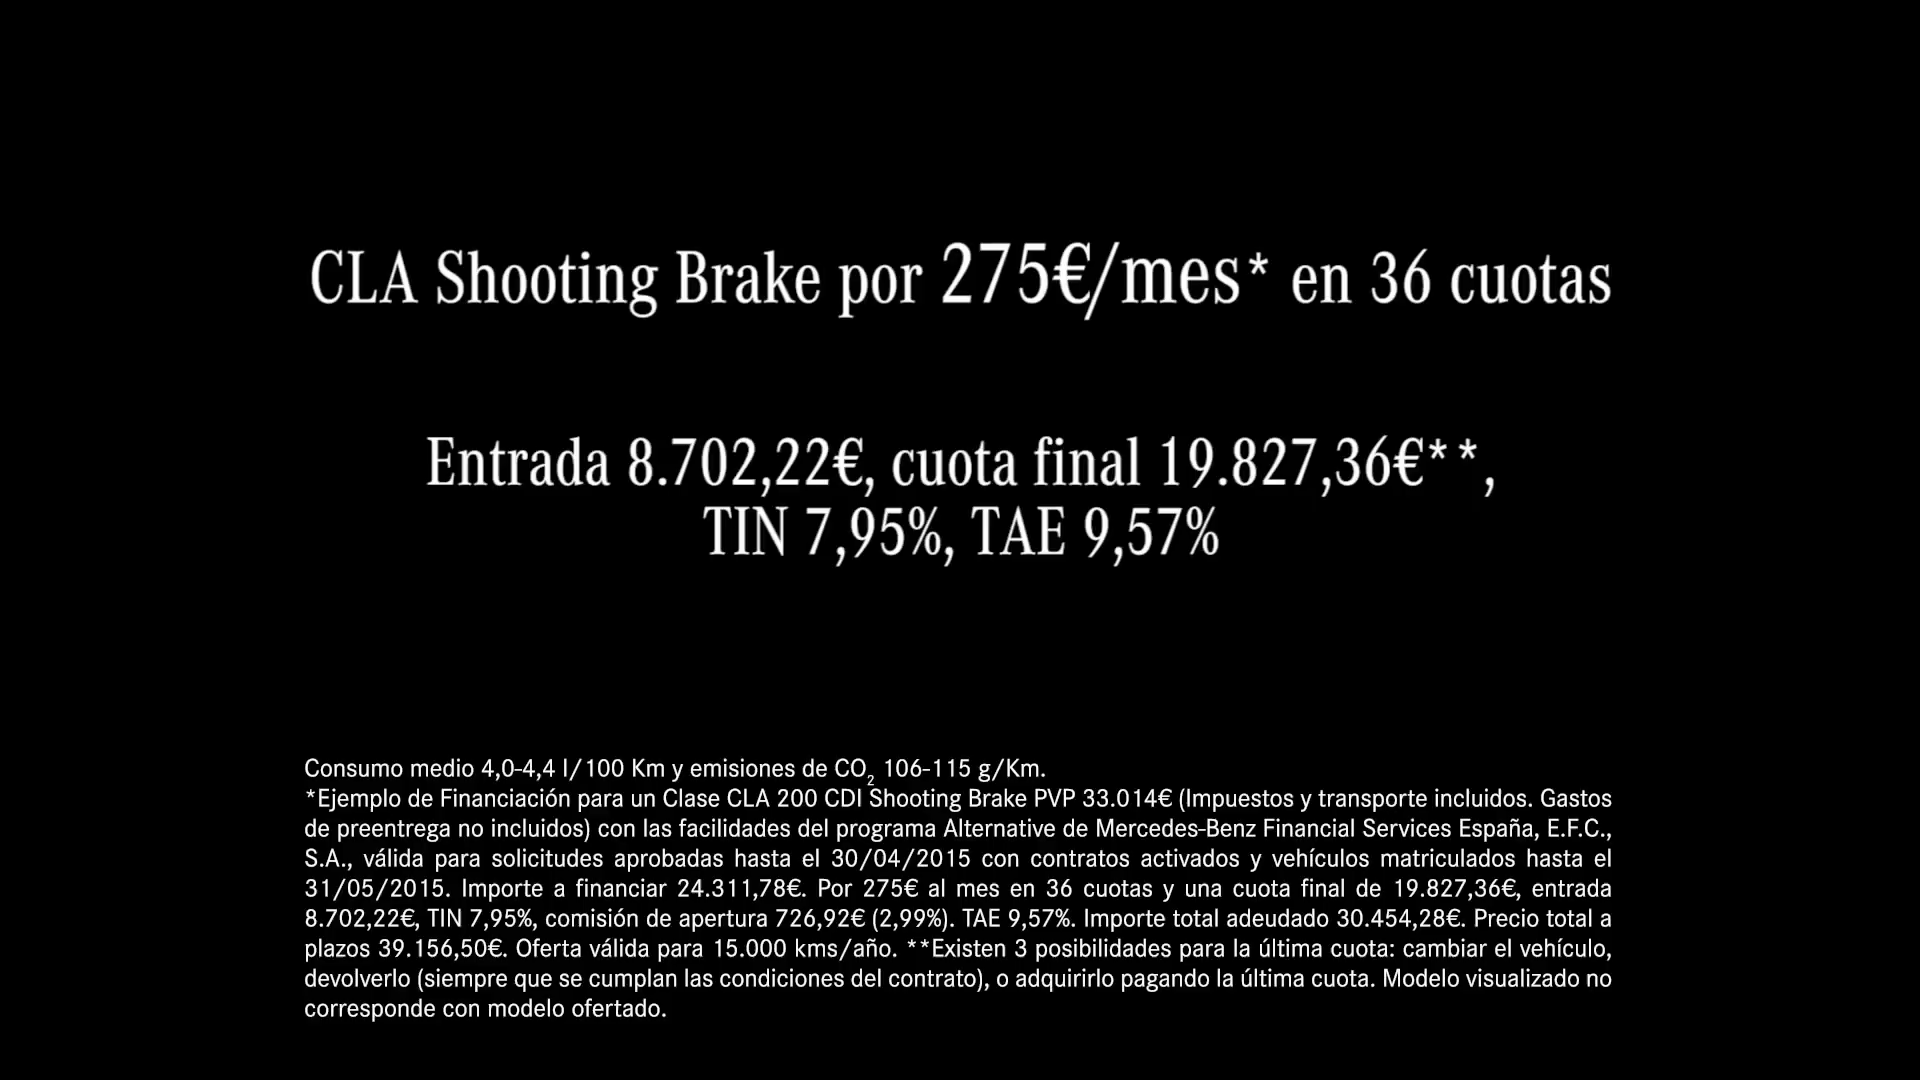 CLA Shooting Brake por 275€/mes* en 36 cuotas
Entrada 8.702,22€, cuota final 19.827,36€**,
TIN 7,95%, TAE 9,57%
Consumo medio 4,0-4,4 l/100 Km y emisiones de CO₂ 106-115 g/Km.
*Ejemplo de Financiación para un Clase CLA 200 CDI Shooting Brake PVP 33.014€ (Impuestos y transporte incluidos. Gastos
de preentrega no incluidos) con las facilidades del programa Alternative de Mercedes-Benz Financial Services España, E.F.C.,
S.A., válida para solicitudes aprobadas hasta el 30/04/2015 con contratos activados y vehículos matriculados hasta el
31/05/2015. Importe a financiar 24.311,78€. Por 275€ al mes en 36 cuotas y una cuota final de 19.827,36€, entrada
8.702,22€, TIN 7,95%, comisión de apertura 726,92€ (2,99%). TAE 9,57%. Importe total adeudado 30.454,28€. Precio total a
plazos 39.156,50€. Oferta válida para 15.000 kms/año. **Existen 3 posibilidades para la última cuota: cambiar el vehículo,
devolverlo (siempre que se cumplan las condiciones del contrato), o adquirirlo pagando la última cuota. Modelo visualizado no
corresponde con modelo ofertado.